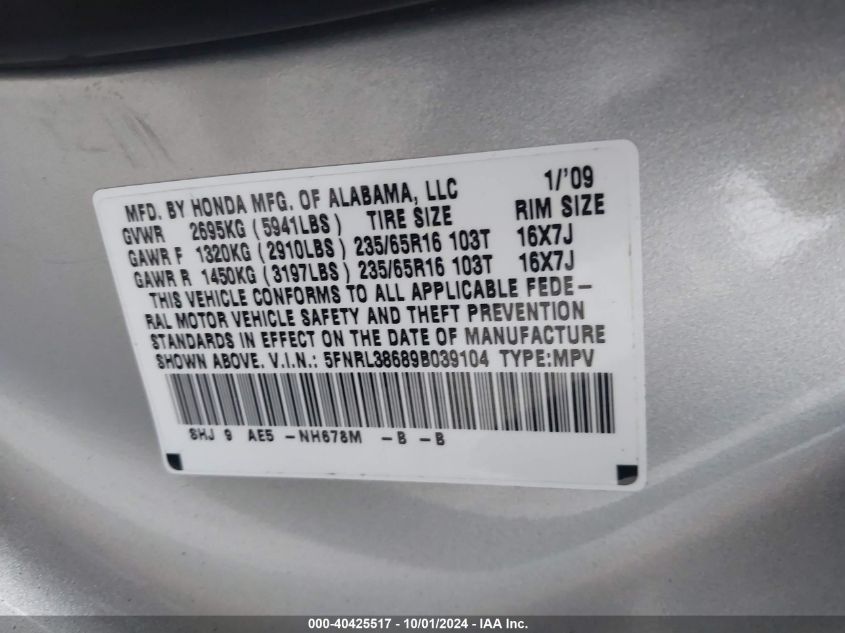 MFD. BY HONDA MFG. OF ALABAMA, LLC 1/'09
GVWR 2695KG (5941LBS) TIRE SIZE RIM SIZE
GAWR F 1320KG (2910LBS) 235/65R16 103T 16X7J
GAWR R 1450KG (3197LBS) 235/65R16 103T 16X7J
THIS VEHICLE CONFORMS TO ALL APPLICABLE FEDE-
RAL MOTOR VEHICLE SAFETY AND THEFT PREVENTION
STANDARDS IN EFFECT ON THE DATE OF MANUFACTURE
SHOWN ABOVE. V.I.N.: 5FNRL38689B039104 TYPE:MPV
SHJ 9 AE5 -NH678M -B -B
000-40425517 - 10/01/2024 - IAA Inc.